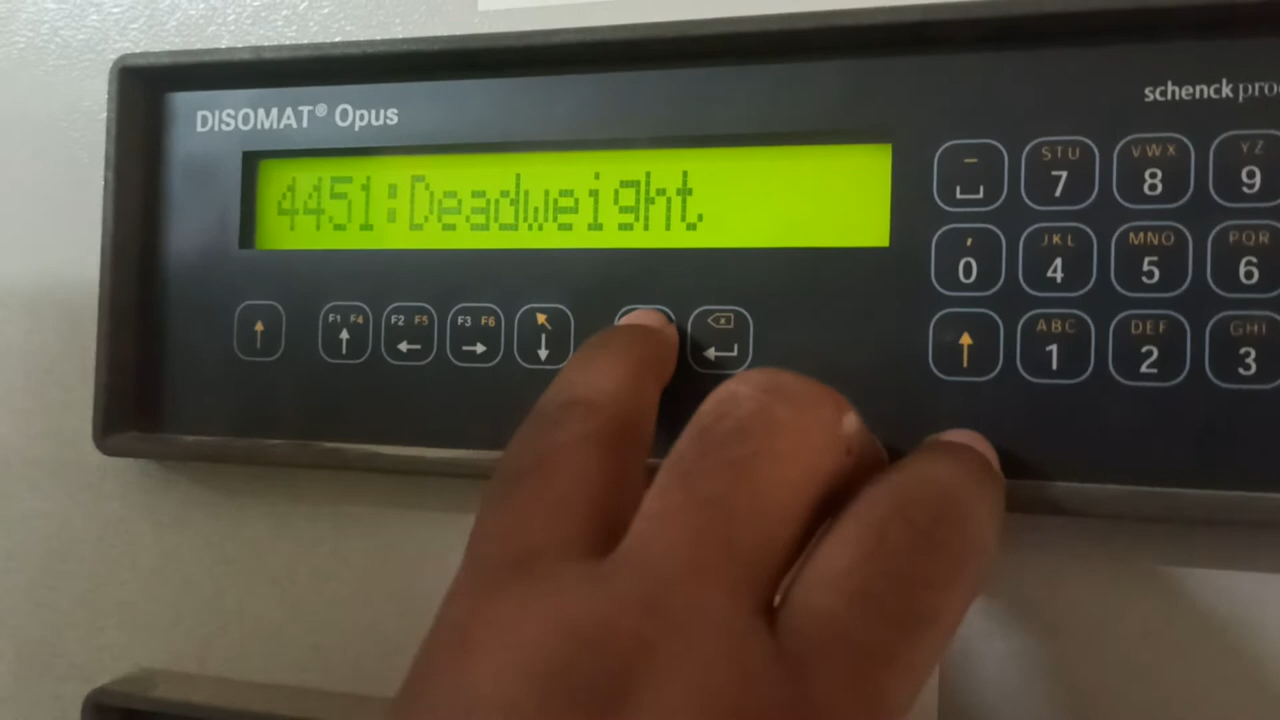 DISOMAT® Opus
schenck pro
4451:Deadweight
F1 F4
F2 F5
F3 F6
STU
7
VWX
8
YZ
9
,
0
JKL
4
MNO
5
PQR
6
ABC
1
DEF
2
GHI
3